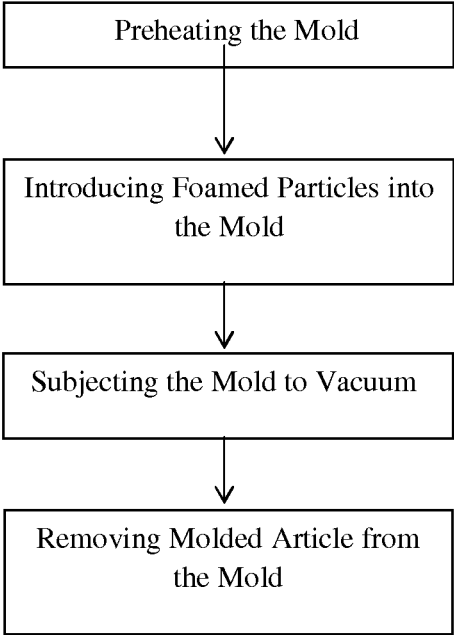 Preheating the Mold
Introducing Foamed Particles into
the Mold
Subjecting the Mold to Vacuum
Removing Molded Article from
the Mold